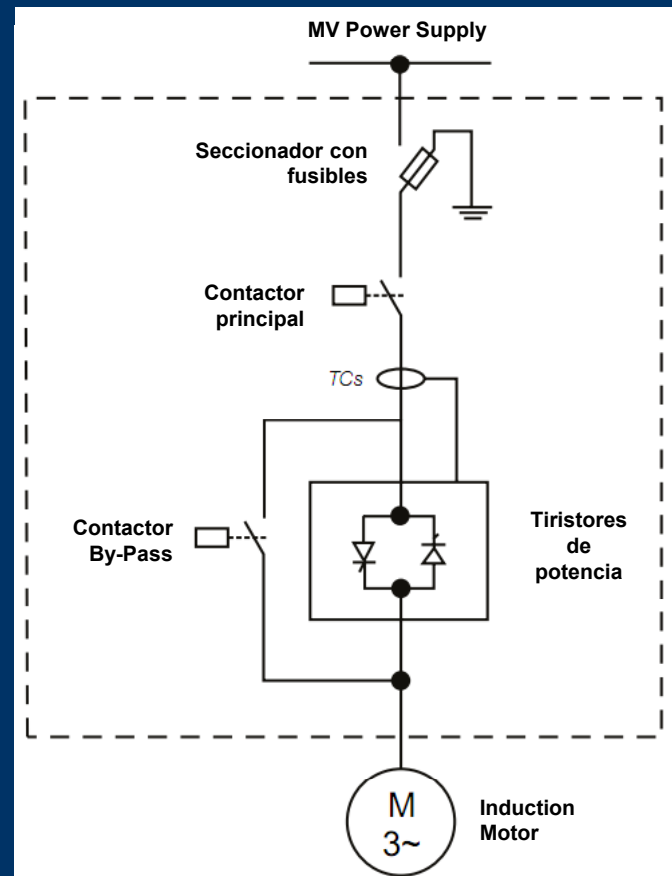 MV Power Supply
Seccionador con
fusibles
Contactor
principal
TCs
Contactor
By-Pass
Tiristores
de
potencia
M
3~
Induction
Motor